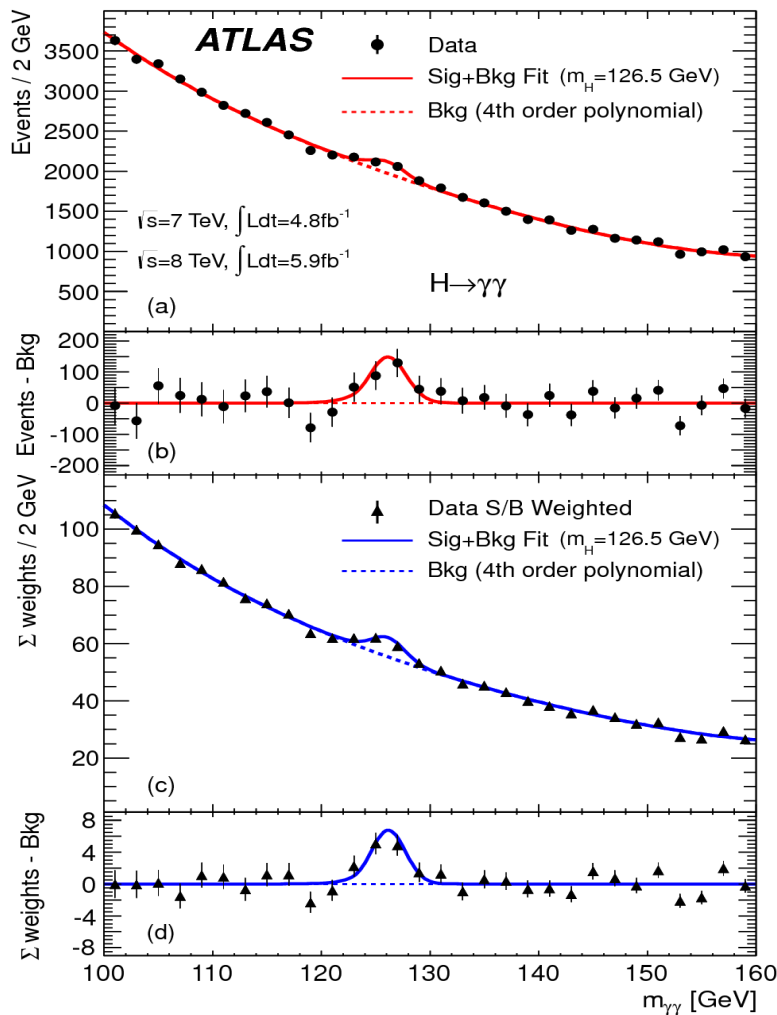 ATLAS
Data
Sig+Bkg Fit (m_H=126.5 GeV)
Bkg (4th order polynomial)
Events / 2 GeV
3500
3000
2500
2000
1500
1000
500
√s=7 TeV, ∫Ldt=4.8fb⁻¹
√s=8 TeV, ∫Ldt=5.9fb⁻¹
H→γγ
(a)
Events - Bkg
200
100
0
-100
-200
(b)
Σ weights / 2 GeV
100
80
60
40
20
Data S/B Weighted
Sig+Bkg Fit (m_H=126.5 GeV)
Bkg (4th order polynomial)
(c)
Σ weights - Bkg
8
4
0
-4
-8
(d)
100 110 120 130 140 150 160
m_γγ [GeV]